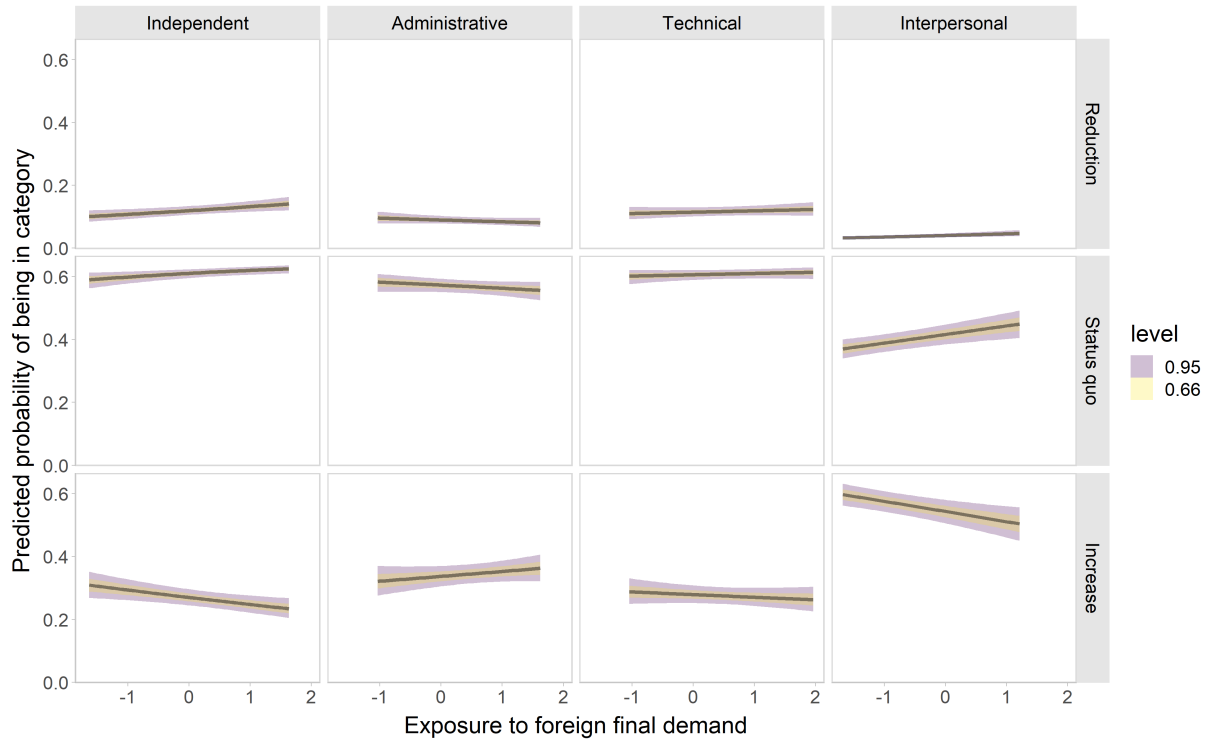 Independent
Administrative
Technical
Interpersonal
Predicted probability of being in category
0.6
0.4
0.2
0.0
Reduction
0.6
0.4
0.2
0.0
Status quo
0.6
0.4
0.2
0.0
Increase
-1 0 1 2
-1 0 1 2
-1 0 1 2
-1 0 1 2
Exposure to foreign final demand
level
0.95
0.66